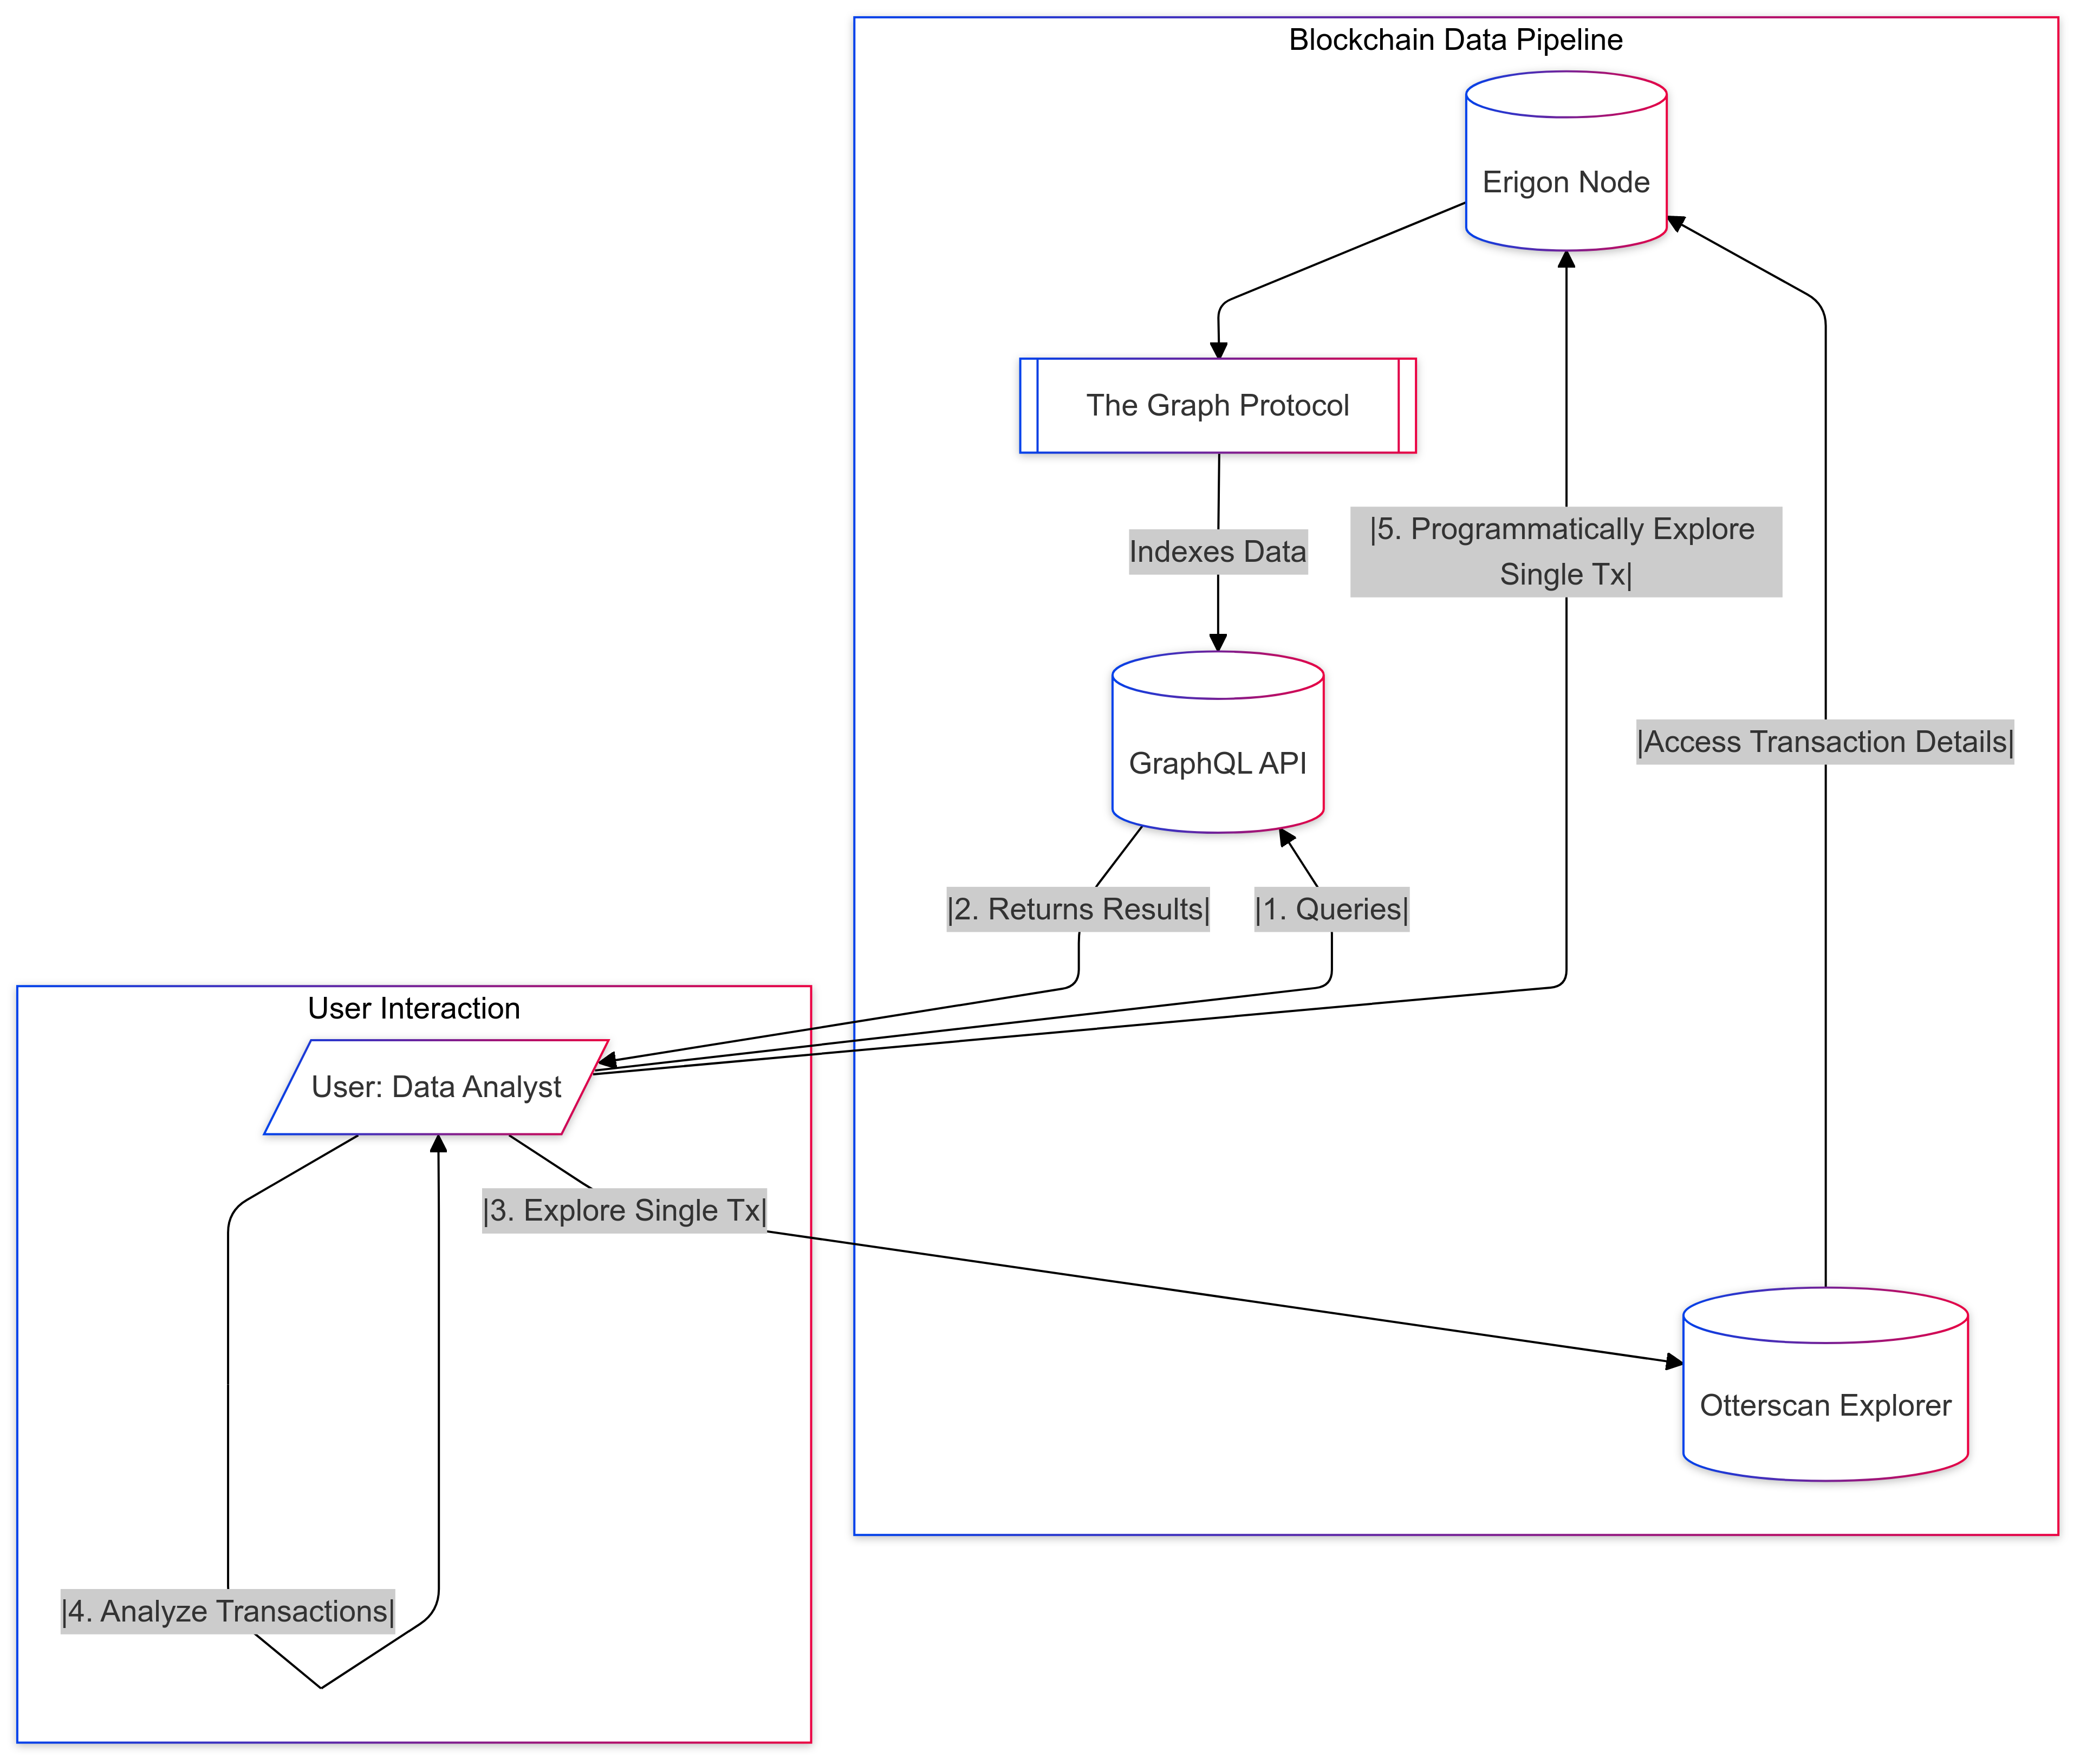 Blockchain Data Pipeline
Erigon Node
The Graph Protocol
Indexes Data
|5. Programmatically Explore
Single Tx|
|Access Transaction Details|
GraphQL API
|2. Returns Results|
|1. Queries|
User Interaction
User: Data Analyst
|3. Explore Single Tx|
Otterscan Explorer
|4. Analyze Transactions|